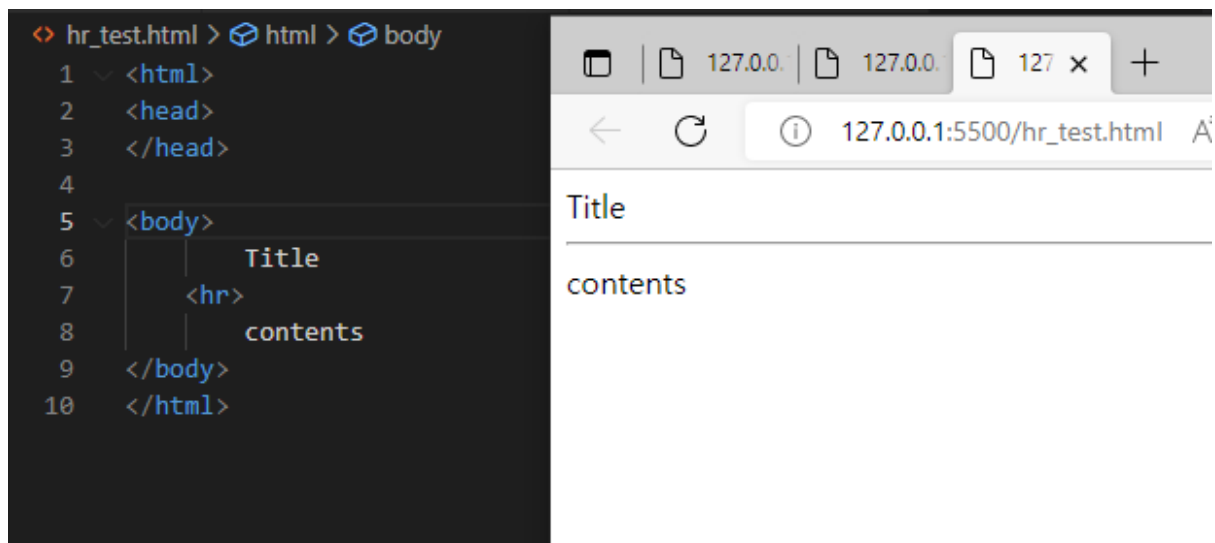 <> hr_test.html > html > body
1 <html>
2 <head>
3 </head>
4
5 <body>
6 Title
7 <hr>
8 contents
9 </body>
10 </html>
127.0.0. 127.0.0. 127
127.0.0.1:5500/hr_test.html A
Title
contents